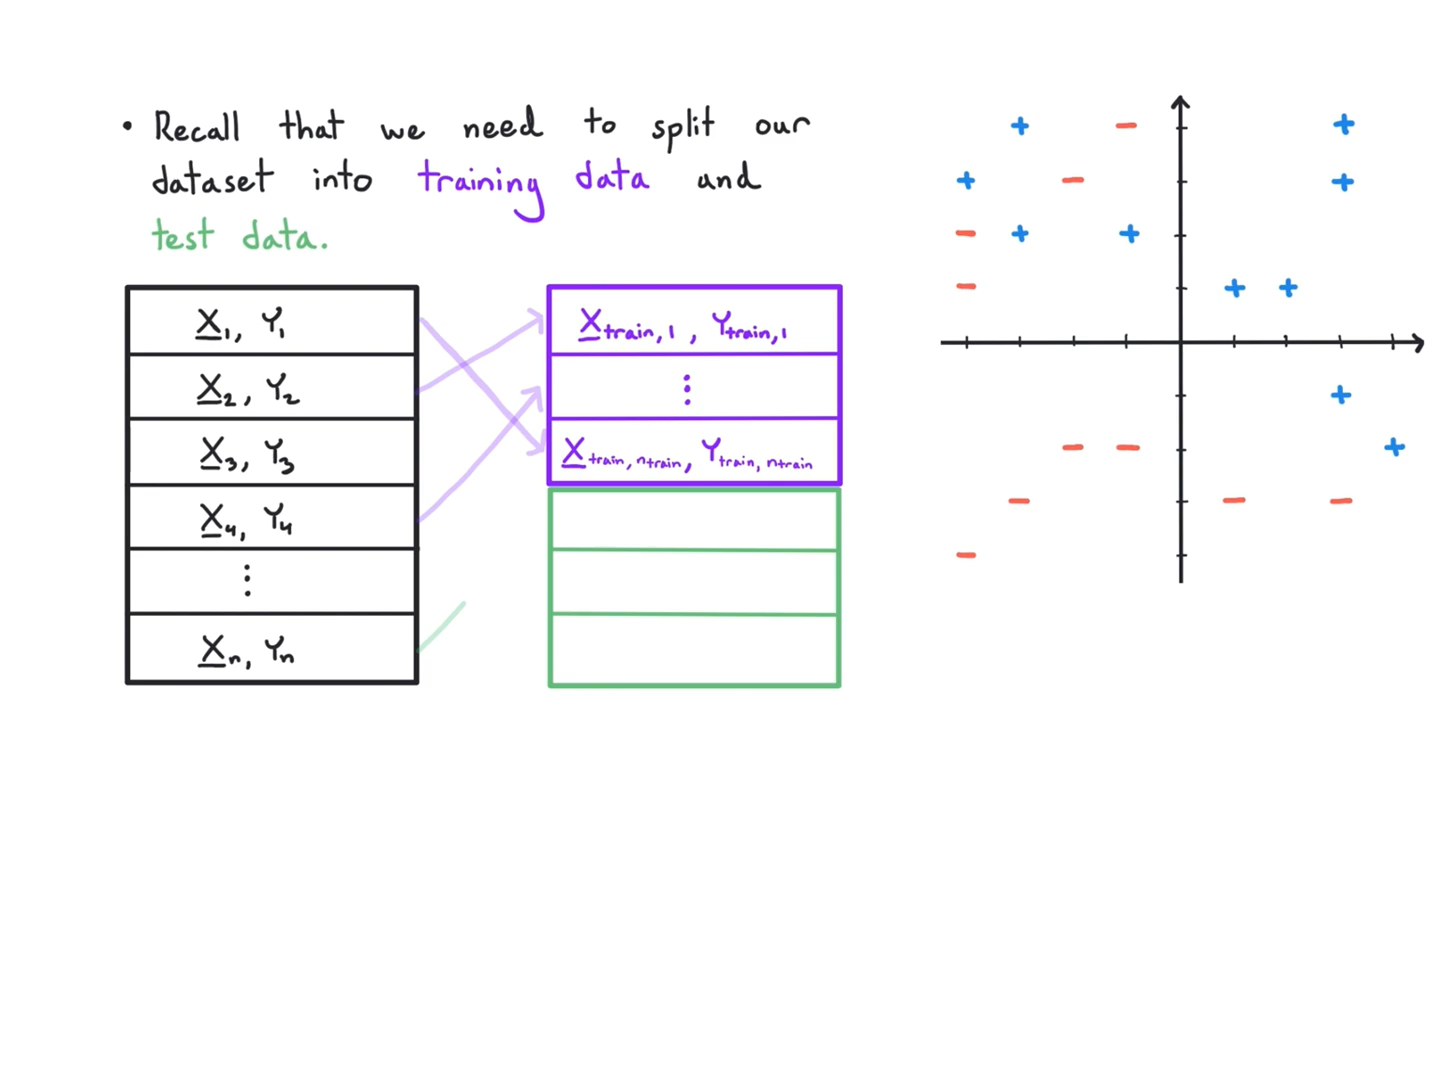 • Recall that we need to split our
dataset into training data and
test data.
X1, Y1
X2, Y2
X3, Y3
X4, Y4
⋮
Xn, Yn
Xtrain,1 , Ytrain,1
⋮
Xtrain,ntrain, Ytrain,ntrain